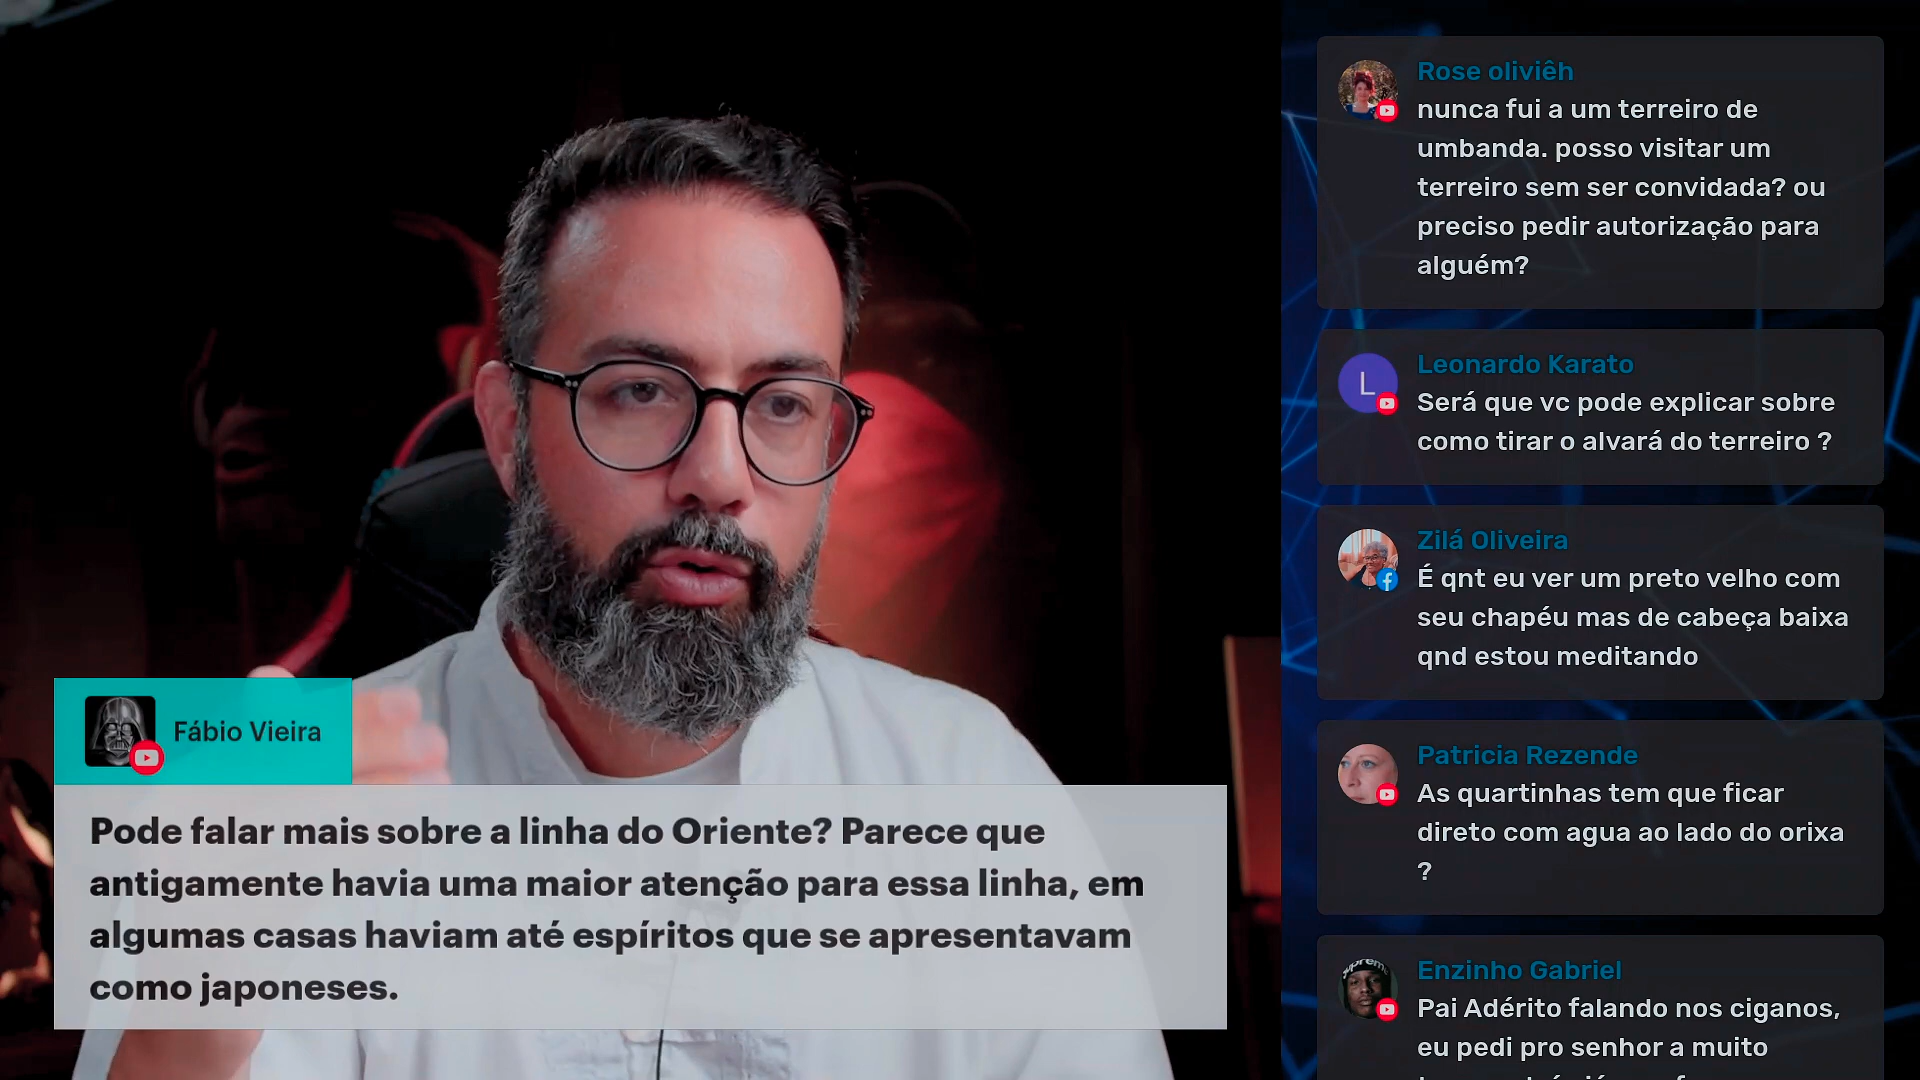 Fábio Vieira
Pode falar mais sobre a linha do Oriente? Parece que
antigamente havia uma maior atenção para essa linha, em
algumas casas haviam até espíritos que se apresentavam
como japoneses.
Rose oliviêh
nunca fui a um terreiro de
umbanda. posso visitar um
terreiro sem ser convidada? ou
preciso pedir autorização para
alguém?
L
Leonardo Karato
Será que vc pode explicar sobre
como tirar o alvará do terreiro ?
Zilá Oliveira
É qnt eu ver um preto velho com
seu chapéu mas de cabeça baixa
qnd estou meditando
Patricia Rezende
As quartinhas tem que ficar
direto com agua ao lado do orixa
?
Enzinho Gabriel
Pai Adérito falando nos ciganos,
eu pedi pro senhor a muito